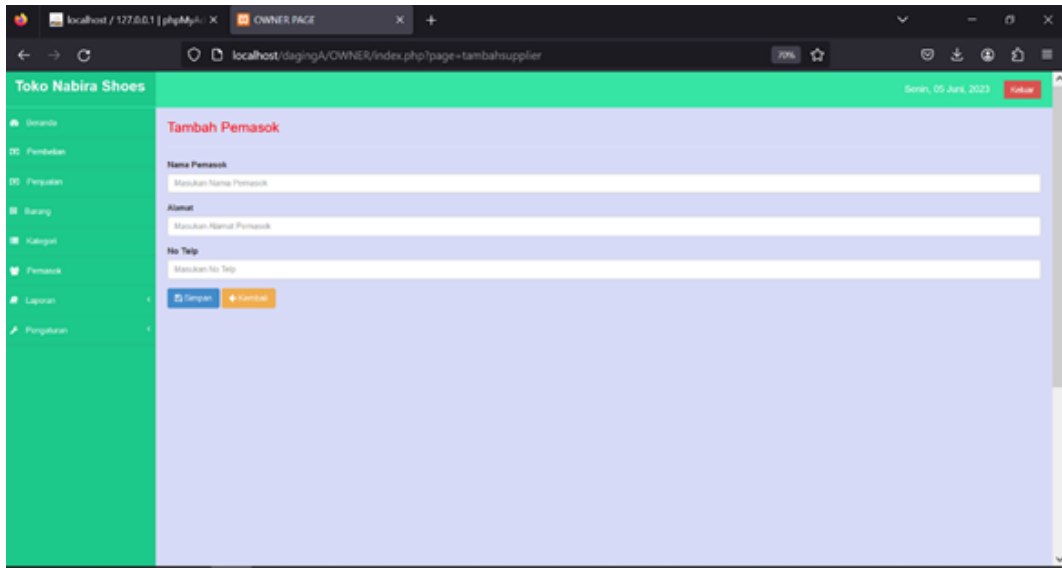 localhost / 127.0.0.1 | phpMyA
OWNER PAGE
localhost/dagingA/OWNER/index.php?page=tambahsupplier
70%
Toko Nabira Shoes
Senin, 05 Juni, 2023
Keluar
Beranda
Pembelian
Penjualan
Barang
Kategori
Pemasok
Laporan
Pengaturan
Tambah Pemasok
Nama Pemasok
Masukan Nama Pemasok
Alamat
Masukan Alamat Pemasok
No Telp
Masukan No Telp
Simpan
Kembali